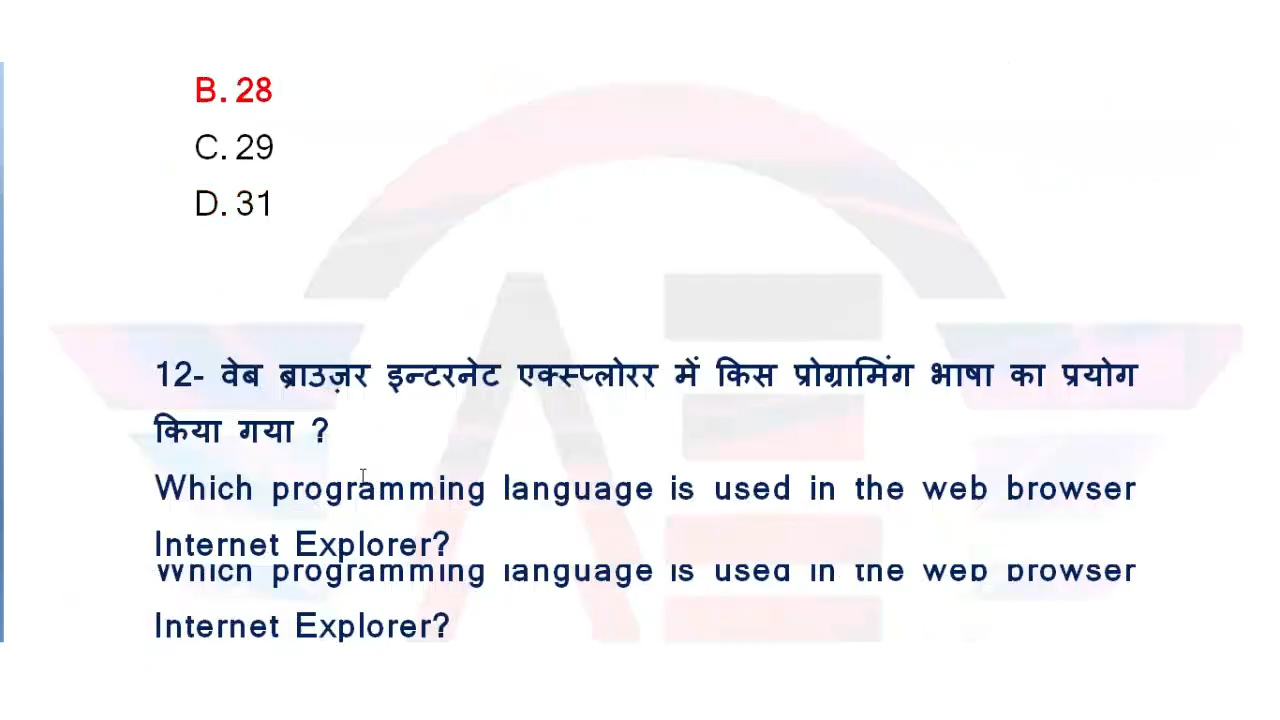 B. 28
C. 29
D. 31
12- वेब ब्राउज़र इन्टरनेट एक्स्प्लोरर में किस प्रोग्रामिंग भाषा का प्रयोग
किया गया ?
Which programming language is used in the web browser
Internet Explorer?
Which programming language is used in the web browser
Internet Explorer?